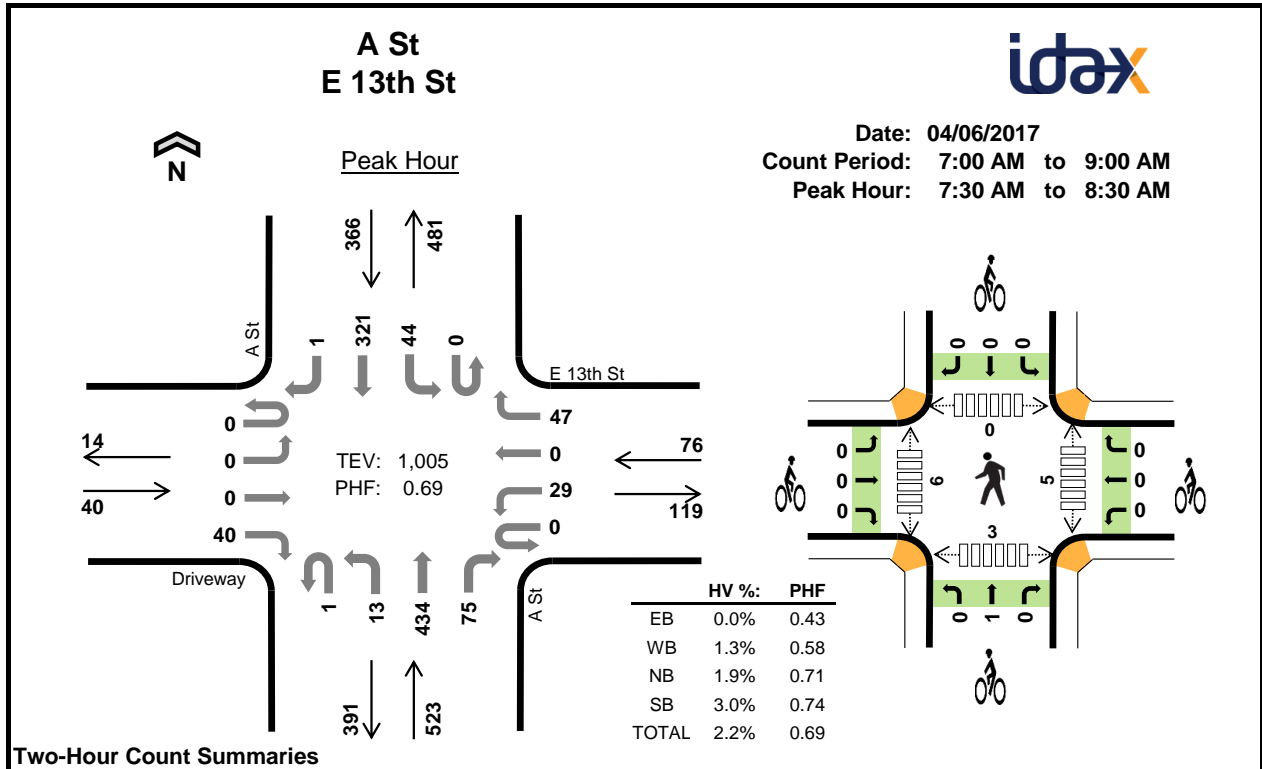 A St
E 13th St
idax
Date: 04/06/2017
Count Period: 7:00 AM to 9:00 AM
Peak Hour: 7:30 AM to 8:30 AM
N
Peak Hour
366
481
A St
1
321
44
0
E 13th St
0
0
0
40
14
40
TEV: 1,005
PHF: 0.69
47
0
29
0
76
119
Driveway
1
13
434
75
A St
391
523
HV %: PHF
EB 0.0% 0.43
WB 1.3% 0.58
NB 1.9% 0.71
SB 3.0% 0.74
TOTAL 2.2% 0.69
0 0 0
0
0
0
0
6
5
0
0
0
3
0 1 0
Two-Hour Count Summaries